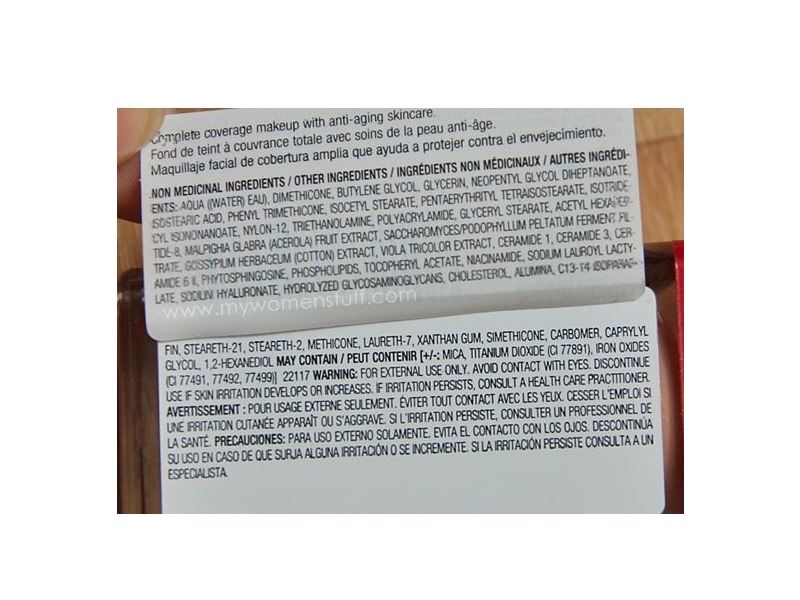 Complete coverage makeup with anti-aging skincare.
Fond de teint à couvrance totale avec soins de la peau anti-âge.
Maquillaje facial de cobertura amplia que ayuda a proteger contra el envejecimiento.
NON MEDICINAL INGREDIENTS / OTHER INGREDIENTS / INGRÉDIENTS NON MÉDICINAUX / AUTRES INGRÉDI-
ENTS: AQUA ((WATER) EAU), DIMETHICONE, BUTYLENE GLYCOL, GLYCERIN, NEOPENTYL GLYCOL DIHEPTANOATE,
ISOSTEARIC ACID, PHENYL TRIMETHICONE, ISOCETYL STEARATE, PENTAERYTHRITYL TETRAISOSTEARATE, ISOTRIDE-
CYL ISONONANOATE, NYLON-12, TRIETHANOLAMINE, POLYACRYLAMIDE, GLYCERYL STEARATE, ACETYL HEXAPEP-
TIDE-8, MALPIGHIA GLABRA (ACEROLA) FRUIT EXTRACT, SACCHAROMYCES/PODOPHYLLUM PELTATUM FERMENT FIL-
TRATE, GOSSYPIUM HERBACEUM (COTTON) EXTRACT, VIOLA TRICOLOR EXTRACT, CERAMIDE 1, CERAMIDE 3, CER-
AMIDE 6 II, PHYTOSPHINGOSINE, PHOSPHOLIPIDS, TOCOPHERYL ACETATE, NIACINAMIDE, SODIUM LAUROYL LACTY-
LATE, SODIUM HYALURONATE, HYDROLYZED GLYCOSAMINOGLYCANS, CHOLESTEROL, ALUMINA, C13-14 ISOPARAF-
www.mywomenstuff.com
FIN, STEARETH-21, STEARETH-2, METHICONE, LAURETH-7, XANTHAN GUM, SIMETHICONE, CARBOMER, CAPRYLYL
GLYCOL, 1,2-HEXANEDIOL MAY CONTAIN / PEUT CONTENIR [+/-: MICA, TITANIUM DIOXIDE (CI 77891), IRON OXIDES
(CI 77491, 77492, 77499)] 22117 WARNING: FOR EXTERNAL USE ONLY. AVOID CONTACT WITH EYES. DISCONTINUE
USE IF SKIN IRRITATION DEVELOPS OR INCREASES. IF IRRITATION PERSISTS, CONSULT A HEALTH CARE PRACTITIONER.
AVERTISSEMENT : POUR USAGE EXTERNE SEULEMENT. ÉVITER TOUT CONTACT AVEC LES YEUX. CESSER L'EMPLOI SI
UNE IRRITATION CUTANÉE APPARAÎT OU S'AGGRAVE. SI L'IRRITATION PERSISTE, CONSULTER UN PROFESSIONNEL DE
LA SANTÉ. PRECAUCIONES: PARA USO EXTERNO SOLAMENTE. EVITA EL CONTACTO CON LOS OJOS. DESCONTINÚA
SU USO EN CASO DE QUE SURJA ALGUNA IRRITACIÓN O SE INCREMENTE. SI LA IRRITACIÓN PERSISTE CONSULTA A UN
ESPECIALISTA.